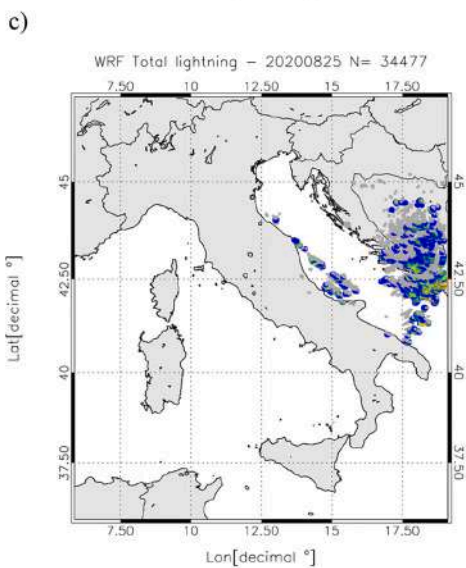 c)
WRF Total lightning - 20200825 N= 34477
7.50 10 12.50 15 17.50
45 45
42.50 42.50
Lat[decimal °]
40 40
37.50 37.50
7.50 10 12.50 15 17.50
Lon[decimal °]